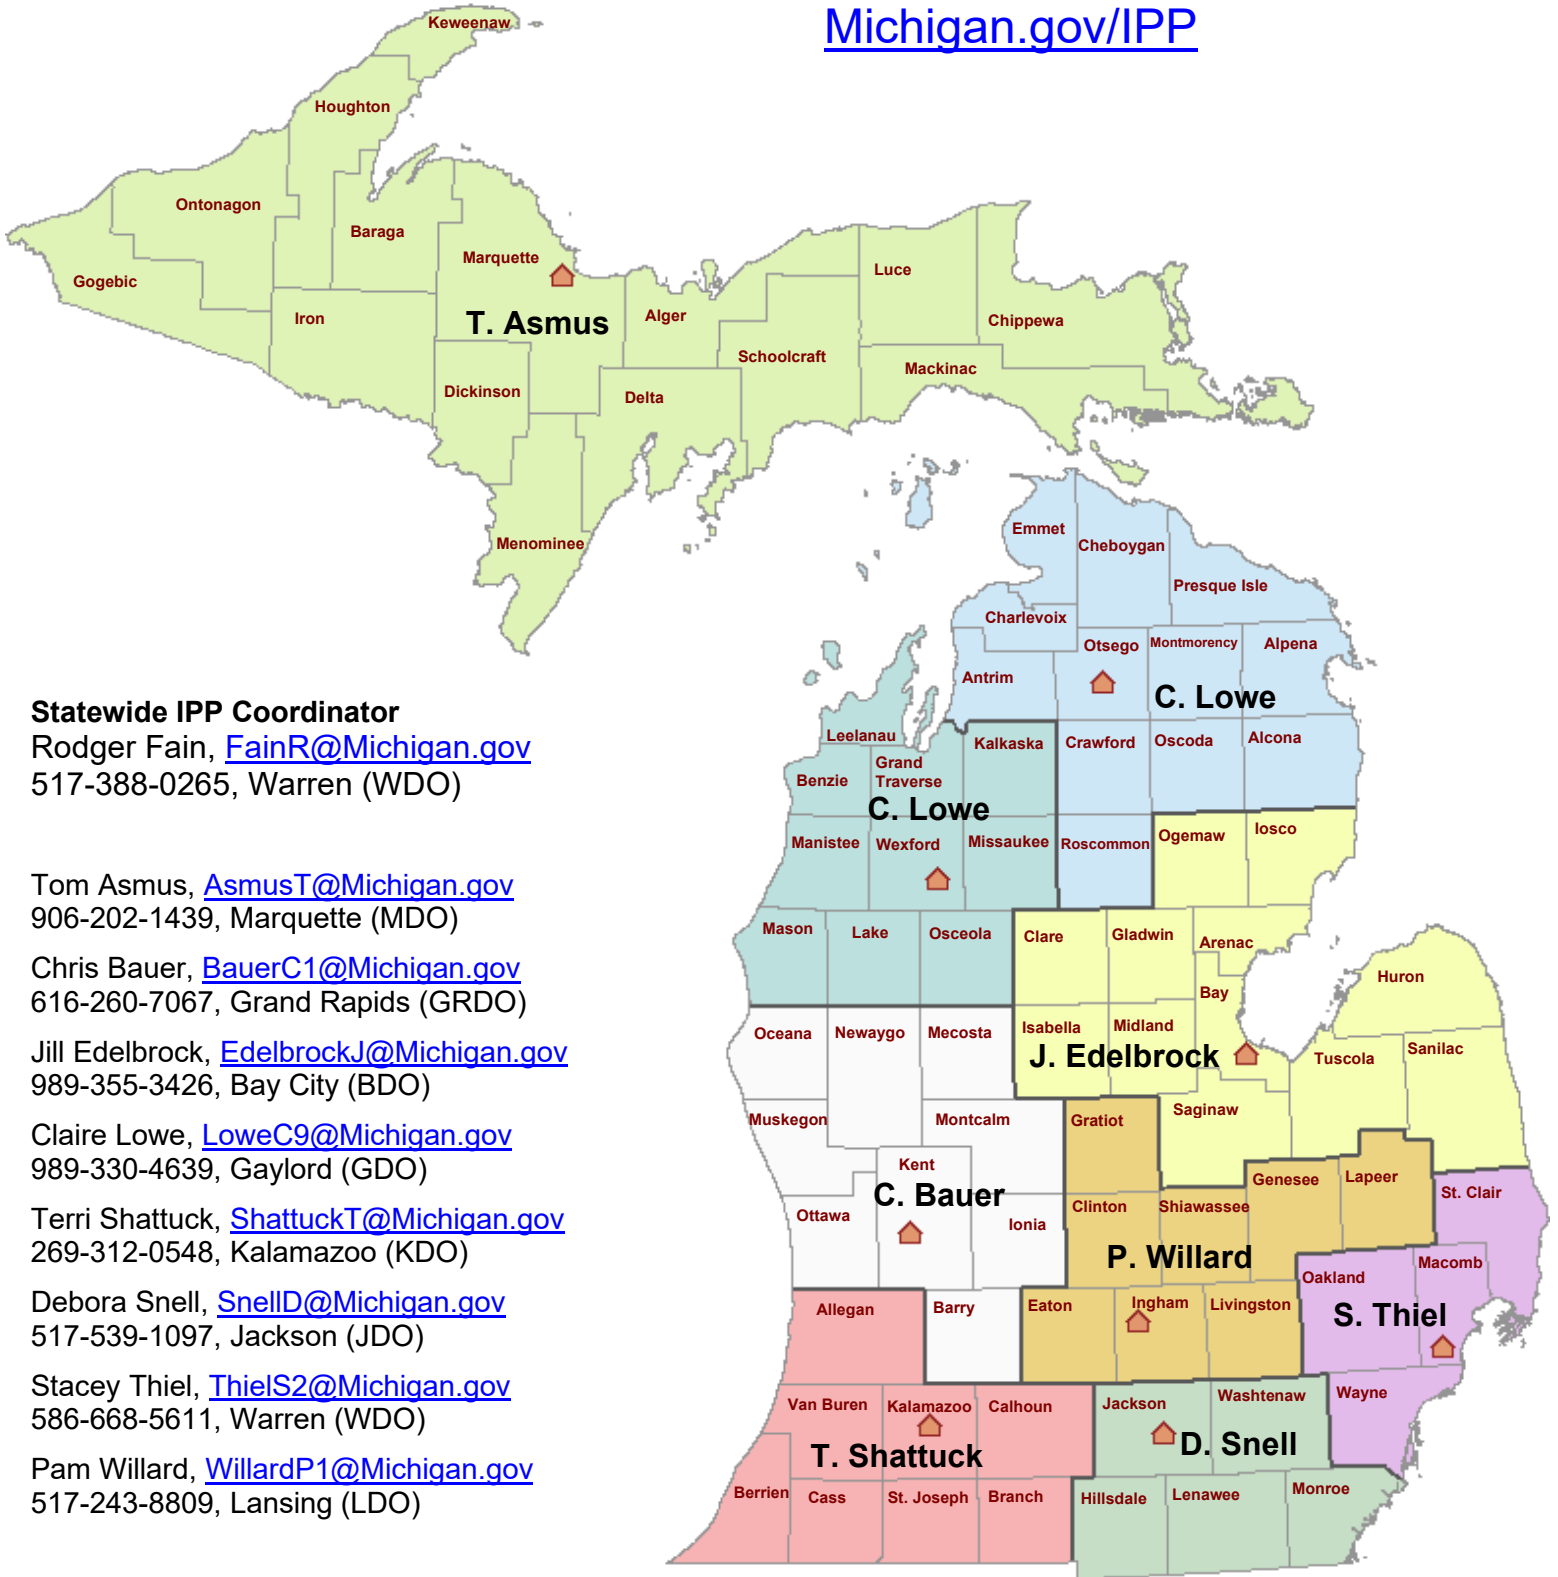 Michigan.gov/IPP
Keweenaw
Houghton
Ontonagon
Baraga
Marquette
Gogebic
Iron
T. Asmus
Alger
Luce
Chippewa
Schoolcraft
Mackinac
Dickinson
Delta
Menominee
Emmet
Cheboygan
Presque Isle
Charlevoix
Otsego
Montmorency
Alpena
Antrim
C. Lowe
Statewide IPP Coordinator
Rodger Fain, FainR@Michigan.gov
517-388-0265, Warren (WDO)
Leelanau
Kalkaska
Crawford
Oscoda
Alcona
Benzie
Grand
Traverse
C. Lowe
Manistee
Wexford
Missaukee
Roscommon
Ogemaw
Iosco
Tom Asmus, AsmusT@Michigan.gov
906-202-1439, Marquette (MDO)
Chris Bauer, BauerC1@Michigan.gov
616-260-7067, Grand Rapids (GRDO)
Jill Edelbrock, EdelbrockJ@Michigan.gov
989-355-3426, Bay City (BDO)
Claire Lowe, LoweC9@Michigan.gov
989-330-4639, Gaylord (GDO)
Terri Shattuck, ShattuckT@Michigan.gov
269-312-0548, Kalamazoo (KDO)
Debora Snell, SnellD@Michigan.gov
517-539-1097, Jackson (JDO)
Stacey Thiel, ThielS2@Michigan.gov
586-668-5611, Warren (WDO)
Pam Willard, WillardP1@Michigan.gov
517-243-8809, Lansing (LDO)
Mason
Lake
Osceola
Clare
Gladwin
Arenac
Huron
Bay
Oceana
Newaygo
Mecosta
Isabella
Midland
J. Edelbrock
Tuscola
Sanilac
Muskegon
Montcalm
Gratiot
Saginaw
Kent
C. Bauer
Ottawa
Ionia
Clinton
Shiawassee
Genesee
Lapeer
St. Clair
P. Willard
Oakland
Macomb
Allegan
Barry
Eaton
Ingham
Livingston
S. Thiel
Van Buren
Kalamazoo
Calhoun
Jackson
Washtenaw
Wayne
T. Shattuck
D. Snell
Berrien
Cass
St. Joseph
Branch
Hillsdale
Lenawee
Monroe